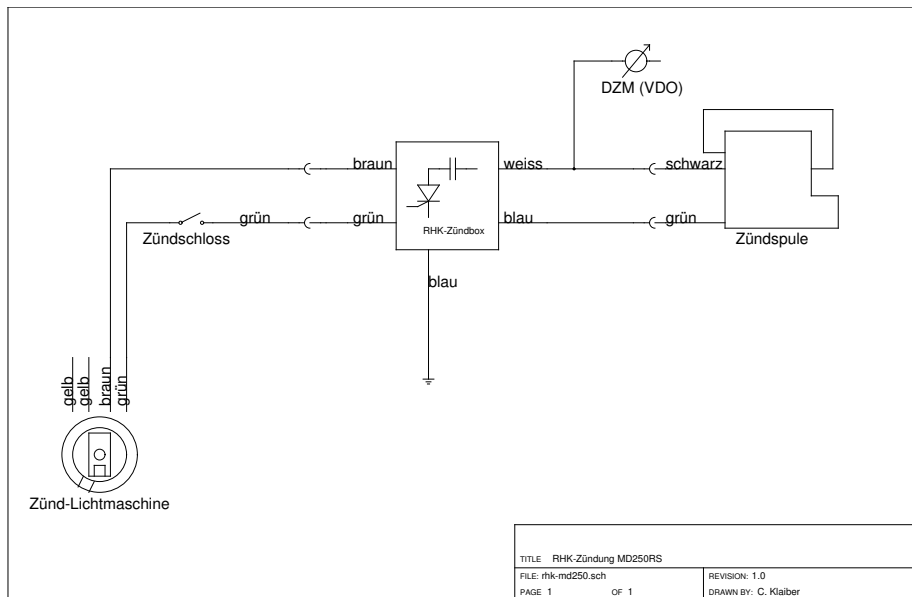 DZM (VDO)
braun
weiss
schwarz
grün
grün
blau
grün
Zündschloss
RHK-Zündbox
Zündspule
blau
gelb
gelb
braun
grün
Zünd-Lichtmaschine
TITLE RHK-Zündung MD250RS
FILE: rhk-md250.sch REVISION: 1.0
PAGE 1 OF 1 DRAWN BY: C. Klaiber